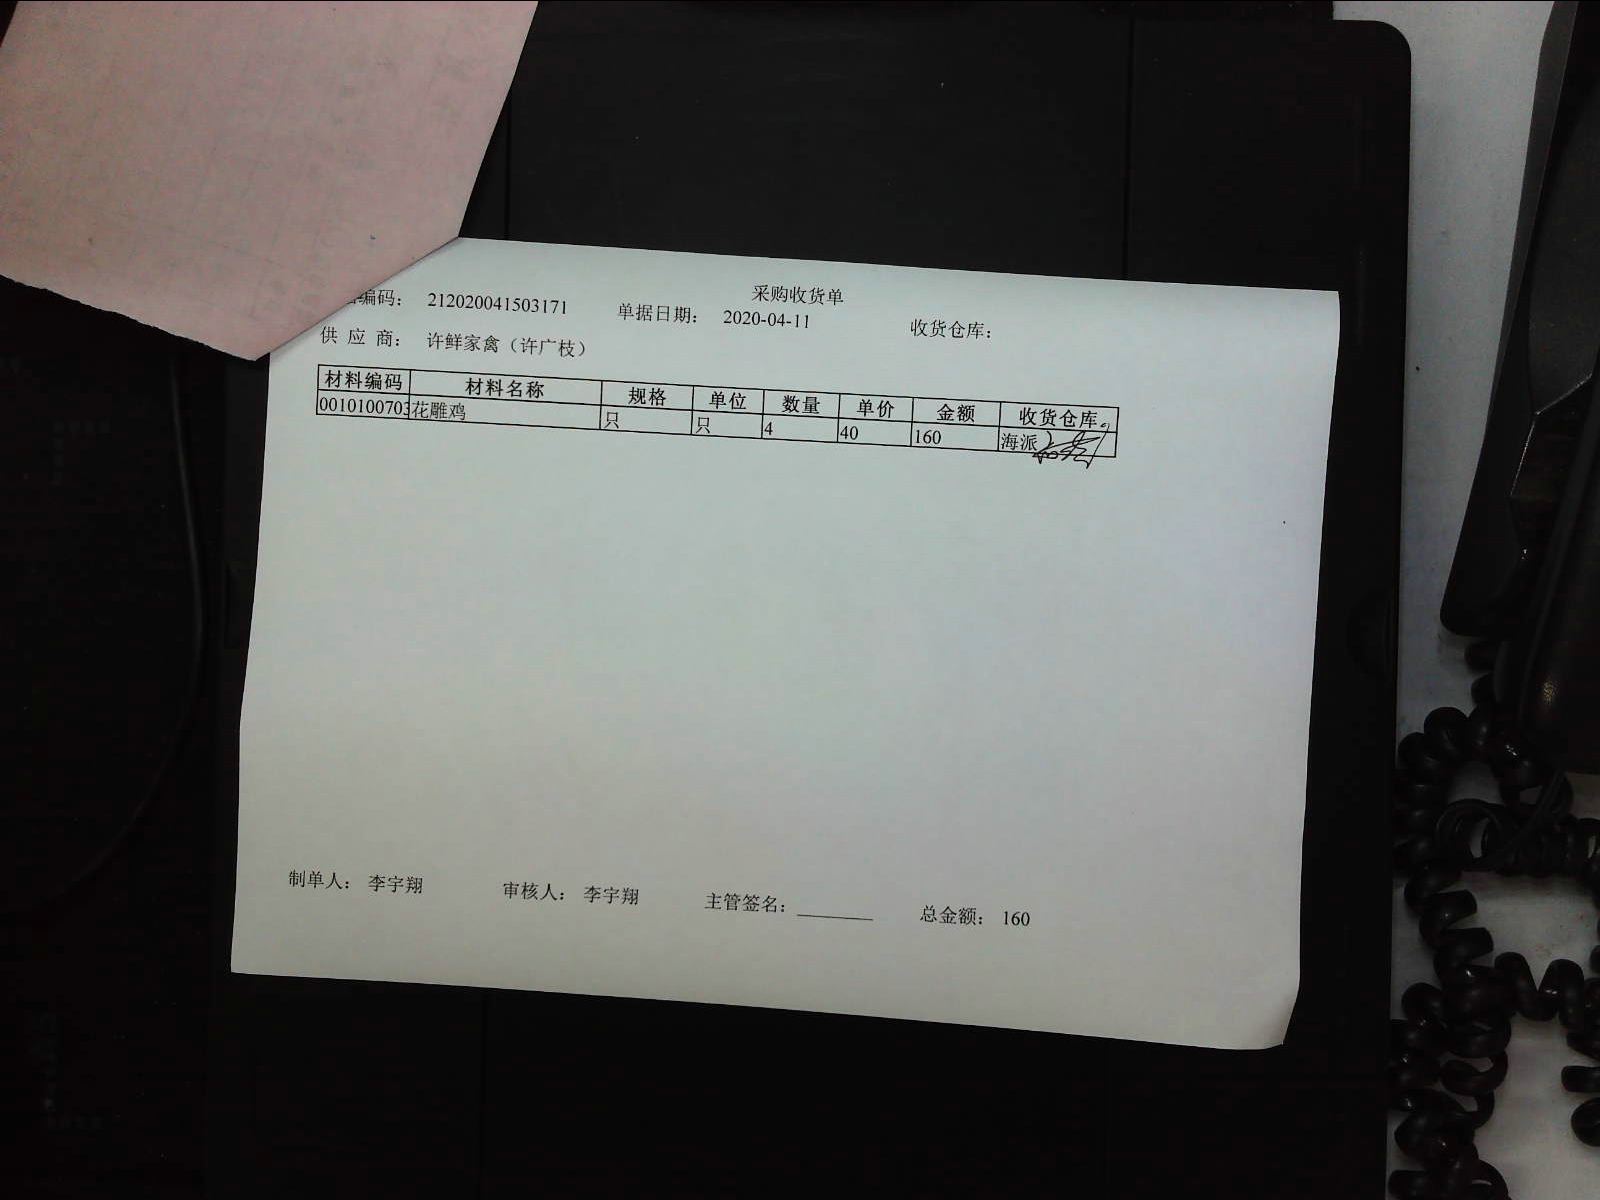 采购收货单
编码： 212020041503171 单据日期： 2020-04-11 收货仓库：
供 应 商： 许鲜家禽（许广枝）
材料编码 材料名称 规格 单位 数量 单价 金额 收货仓库
0010100703 花雕鸡 只 只 4 40 160 海派
制单人： 李宇翔 审核人： 李宇翔 主管签名： 总金额： 160